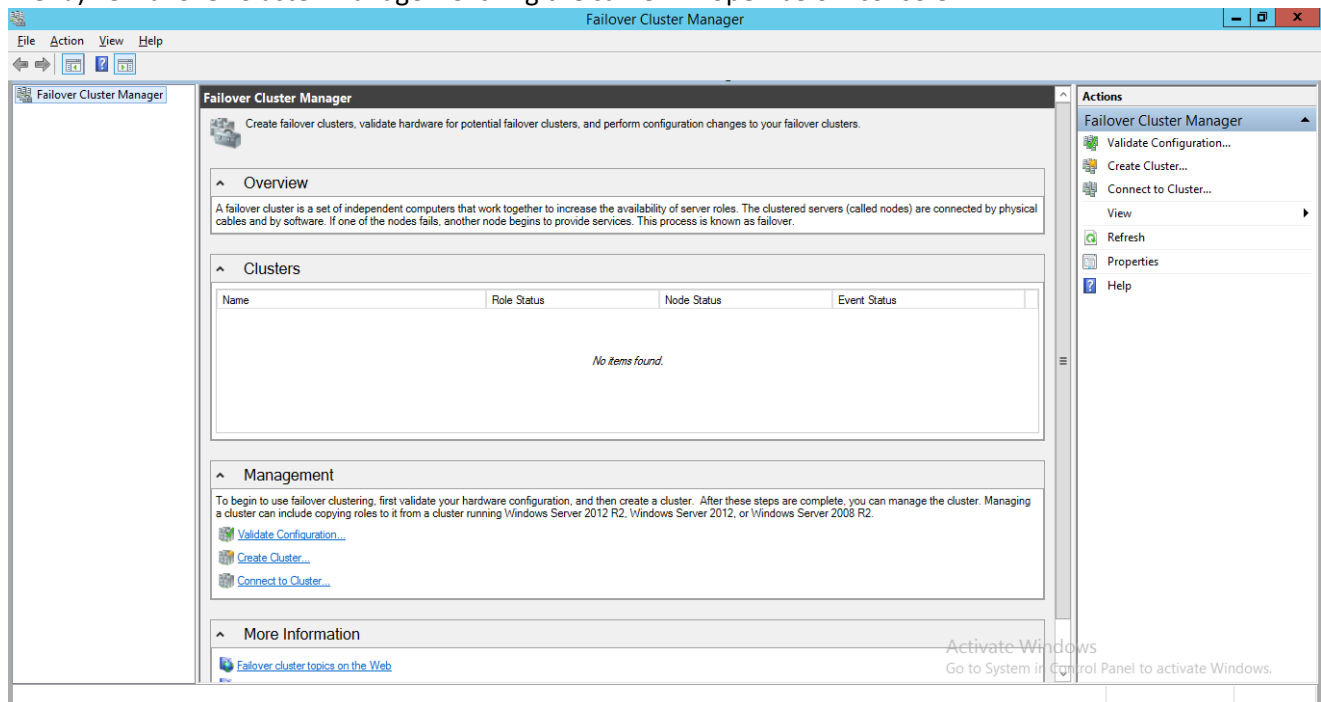 Failover Cluster Manager
File Action View Help
Failover Cluster Manager
Failover Cluster Manager
Create failover clusters, validate hardware for potential failover clusters, and perform configuration changes to your failover clusters.
Overview
A failover cluster is a set of independent computers that work together to increase the availability of server roles. The clustered servers (called nodes) are connected by physical
cables and by software. If one of the nodes fails, another node begins to provide services. This process is known as failover.
Clusters
Name Role Status Node Status Event Status
No items found.
Management
To begin to use failover clustering, first validate your hardware configuration, and then create a cluster. After these steps are complete, you can manage the cluster. Managing
a cluster can include copying roles to it from a cluster running Windows Server 2012 R2, Windows Server 2012, or Windows Server 2008 R2.
Validate Configuration...
Create Cluster...
Connect to Cluster...
More Information
Failover cluster topics on the Web
Actions
Failover Cluster Manager
Validate Configuration...
Create Cluster...
Connect to Cluster...
View
Refresh
Properties
Help
Activate Windows
Go to System in Control Panel to activate Windows.